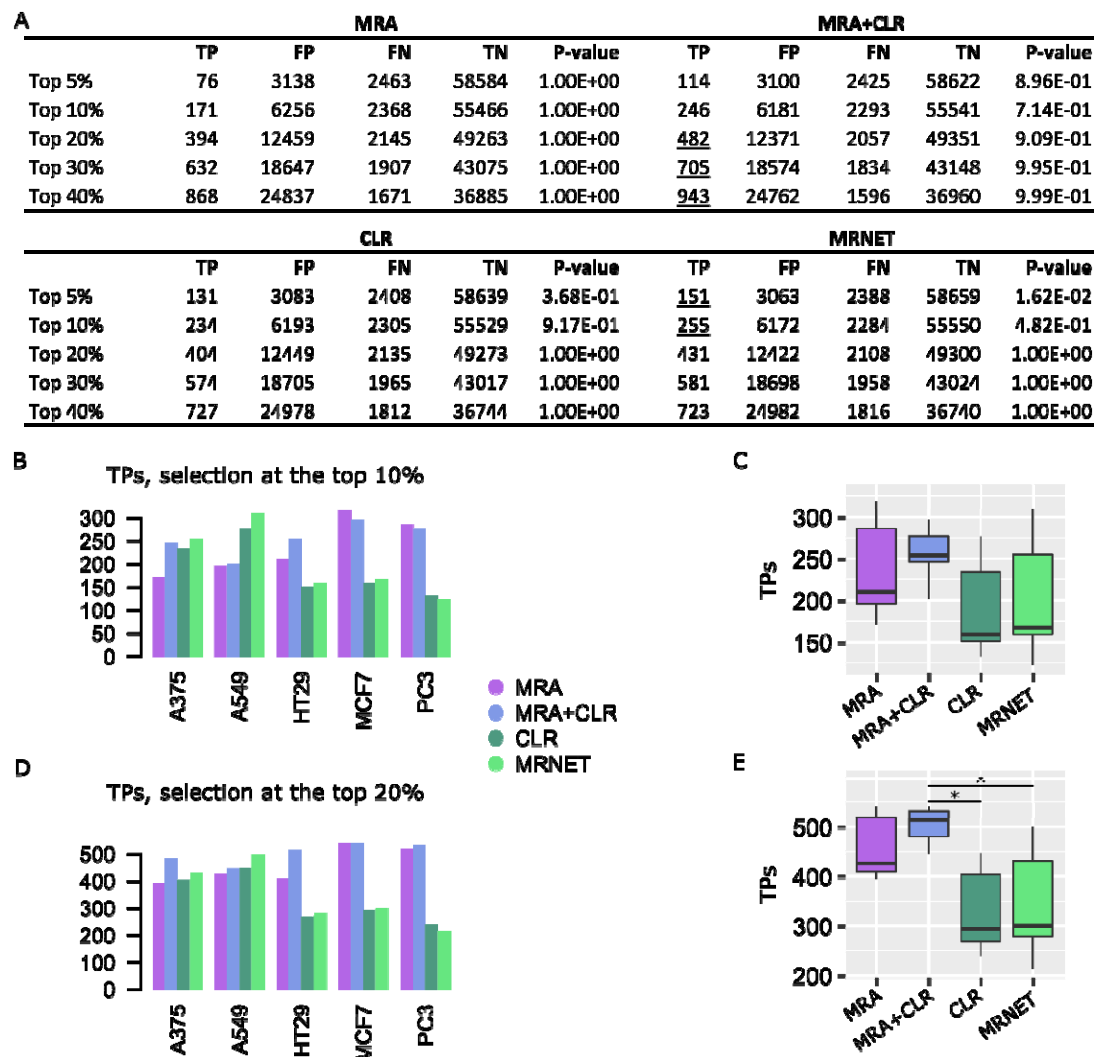 A
MRA MRA+CLR
TP FP FN TN P-value TP FP FN TN P-value
Top 5% 76 3138 2463 58584 1.00E+00 114 3100 2425 58622 8.96E-01
Top 10% 171 6256 2368 55466 1.00E+00 246 6181 2293 55541 7.14E-01
Top 20% 394 12459 2145 49263 1.00E+00 482 12371 2057 49351 9.09E-01
Top 30% 632 18647 1907 43075 1.00E+00 705 18574 1834 43148 9.95E-01
Top 40% 868 24837 1671 36885 1.00E+00 943 24762 1596 36960 9.99E-01
CLR MRNET
TP FP FN TN P-value TP FP FN TN P-value
Top 5% 131 3083 2408 58639 3.68E-01 151 3063 2388 58659 1.62E-02
Top 10% 234 6193 2305 55529 9.17E-01 255 6172 2284 55550 4.82E-01
Top 20% 404 12449 2135 49273 1.00E+00 431 12422 2108 49300 1.00E+00
Top 30% 574 18705 1965 43017 1.00E+00 581 18698 1958 43024 1.00E+00
Top 40% 727 24978 1812 36744 1.00E+00 723 24982 1816 36740 1.00E+00
B
TPs, selection at the top 10%
300
250
200
150
100
50
0
A375 A549 HT29 MCF7 PC3
MRA
MRA+CLR
CLR
MRNET
C
TPs
300
250
200
150
MRA MRA+CLR CLR MRNET
D
TPs, selection at the top 20%
500
400
300
200
100
0
A375 A549 HT29 MCF7 PC3
E
TPs
*
*
500
400
300
200
MRA MRA+CLR CLR MRNET